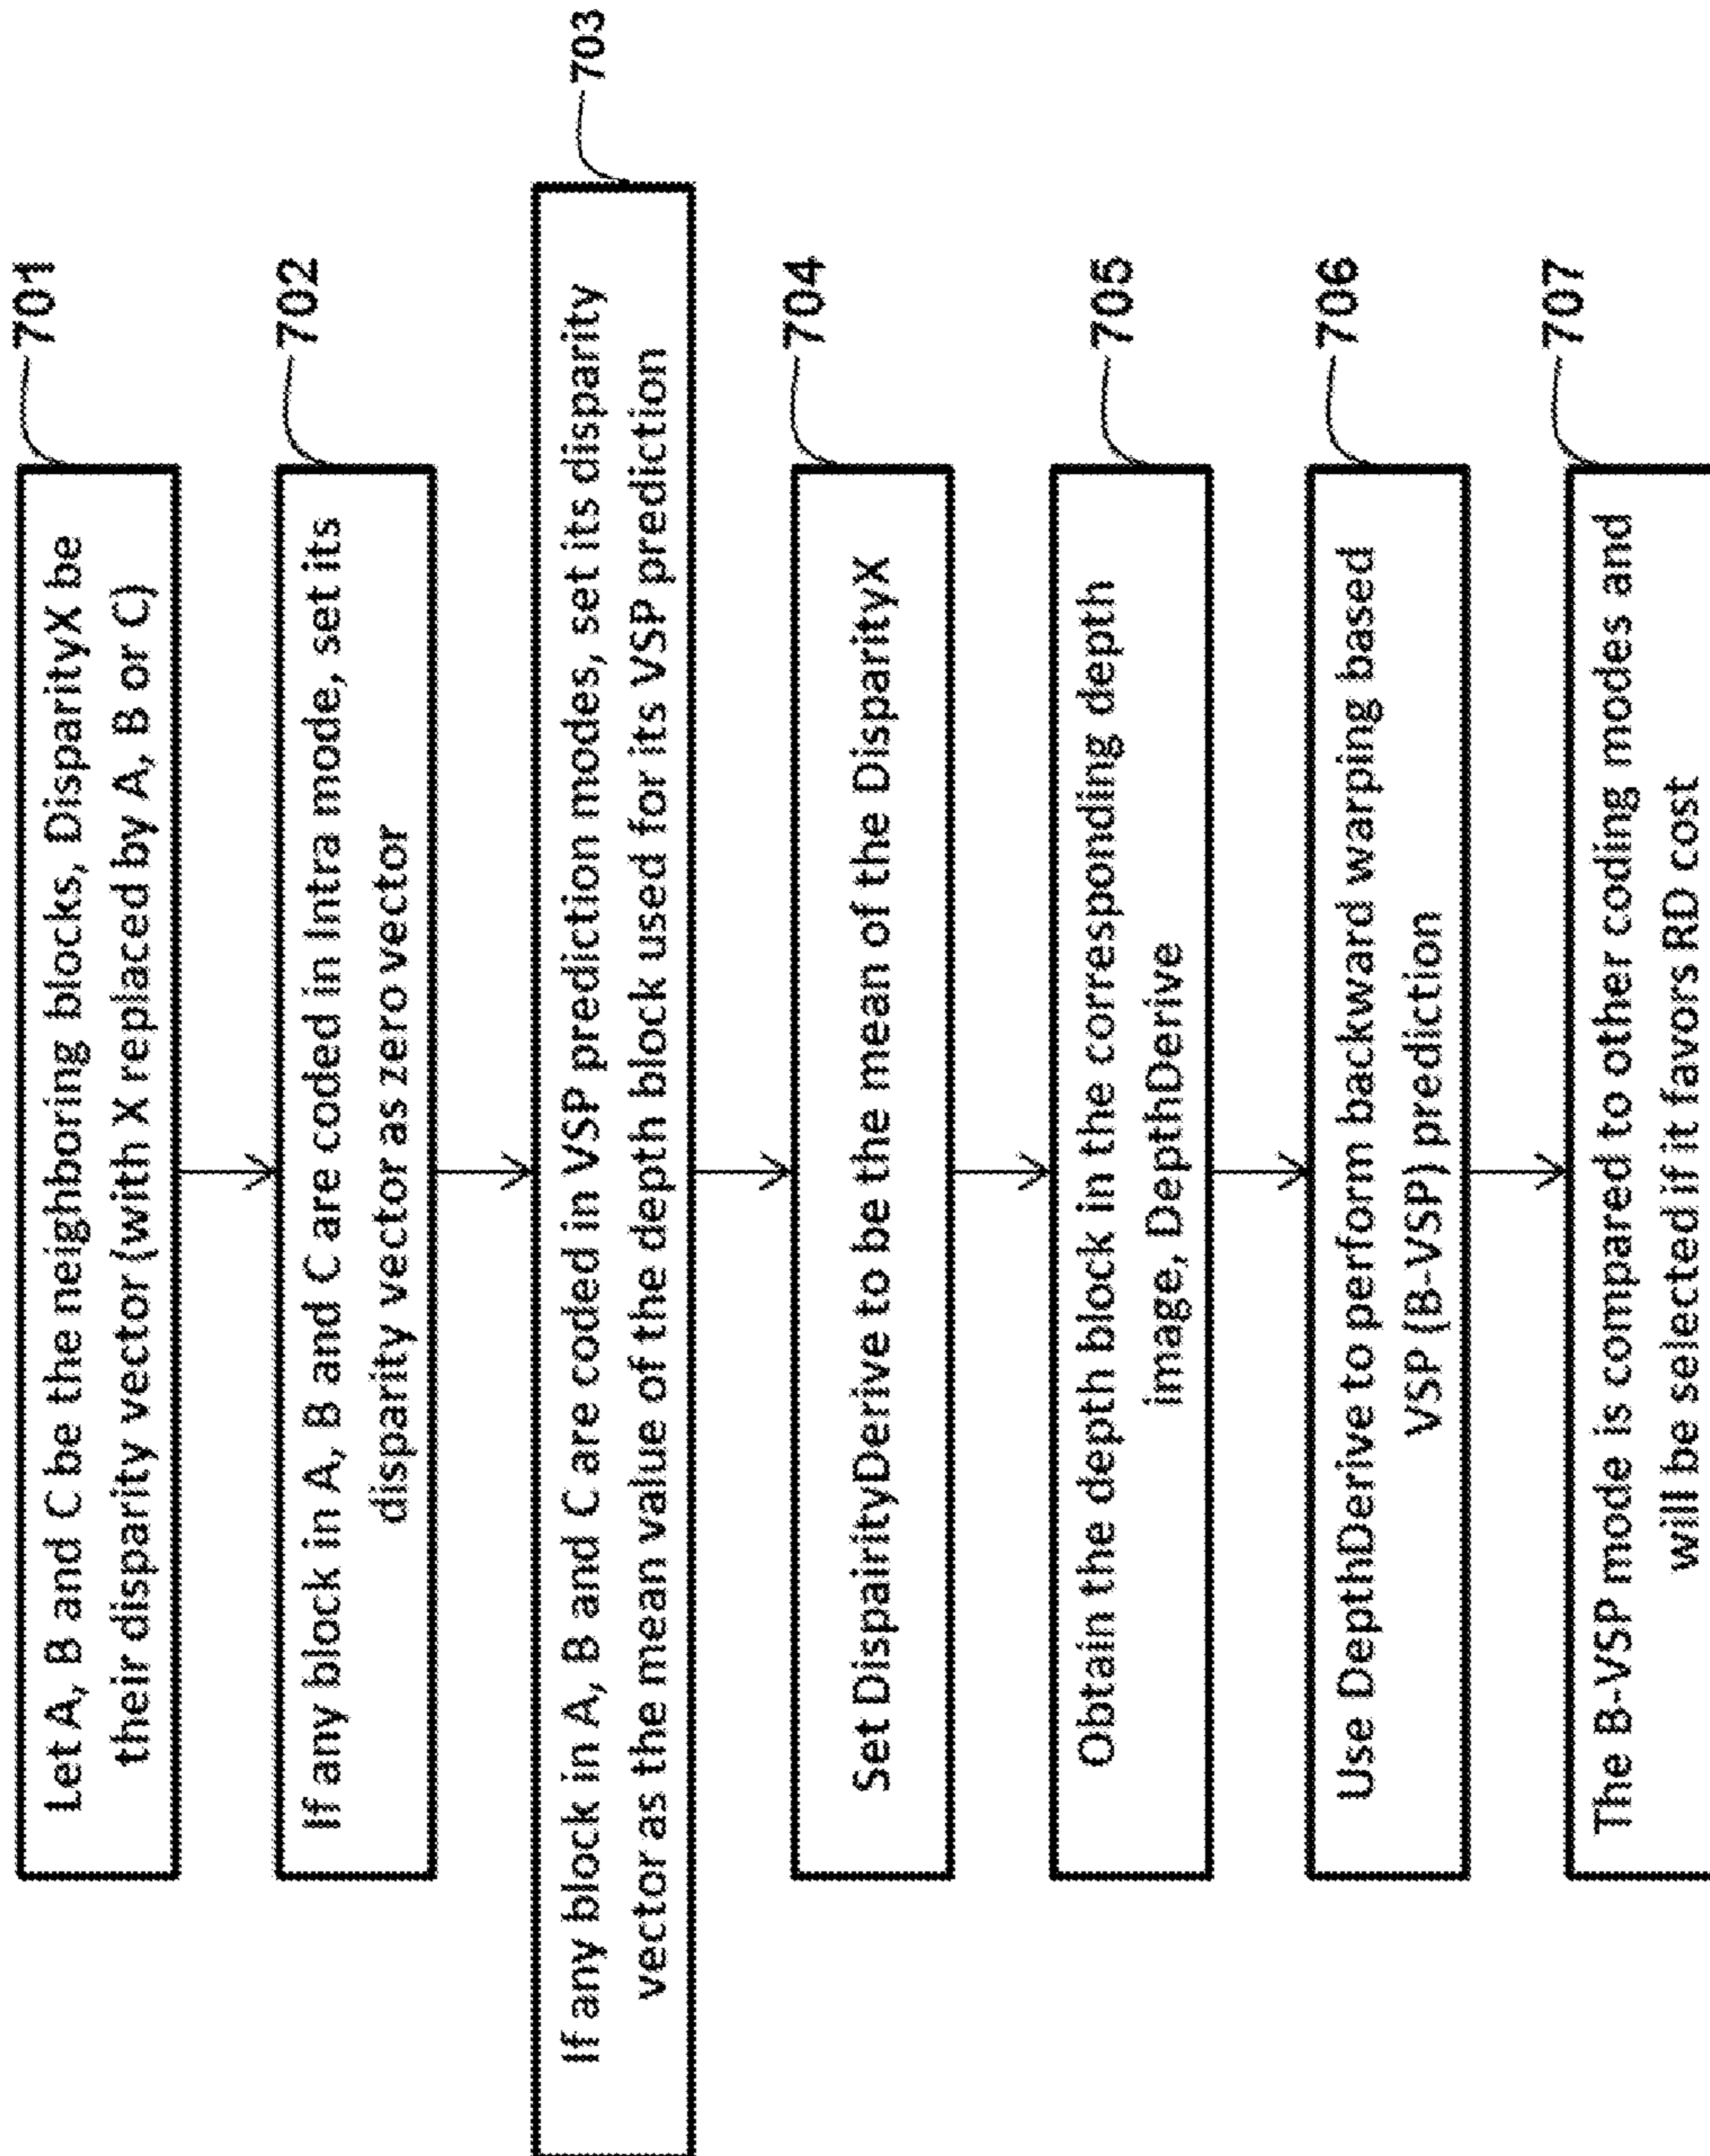 Let A, B and C be the neighboring blocks, DisparityX be
their disparity vector (with X replaced by A, B or C)
701
If any block in A, B and C are coded in Intra mode, set its
disparity vector as zero vector
702
If any block in A, B and C are coded in VSP prediction modes, set its disparity
vector as the mean value of the depth block used for its VSP prediction
703
Set DispairityDerive to be the mean of the DisparityX
704
Obtain the depth block in the corresponding depth
image, DepthDerive
705
Use DepthDerive to perform backward warping based
VSP (B-VSP) prediction
706
The B-VSP mode is compared to other coding modes and
will be selected if it favors RD cost
707